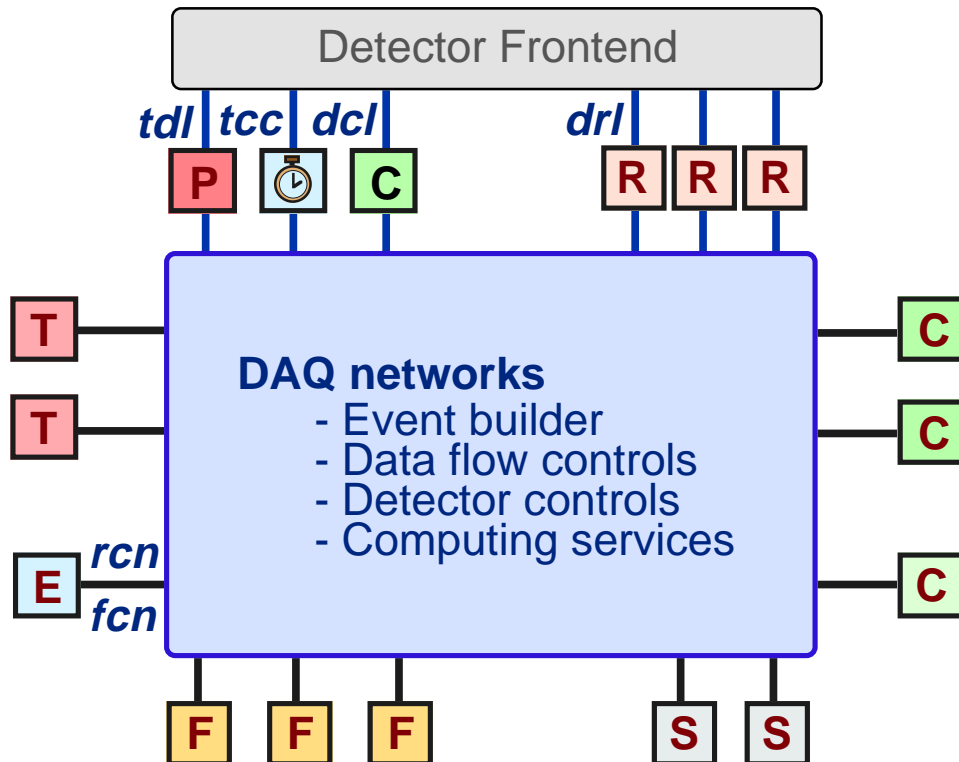 Detector Frontend
tdl tcc dcl drl
P C R R R
T C
DAQ networks
- Event builder
T C
- Data flow controls
- Detector controls
- Computing services
rcn
E C
fcn
F F F S S